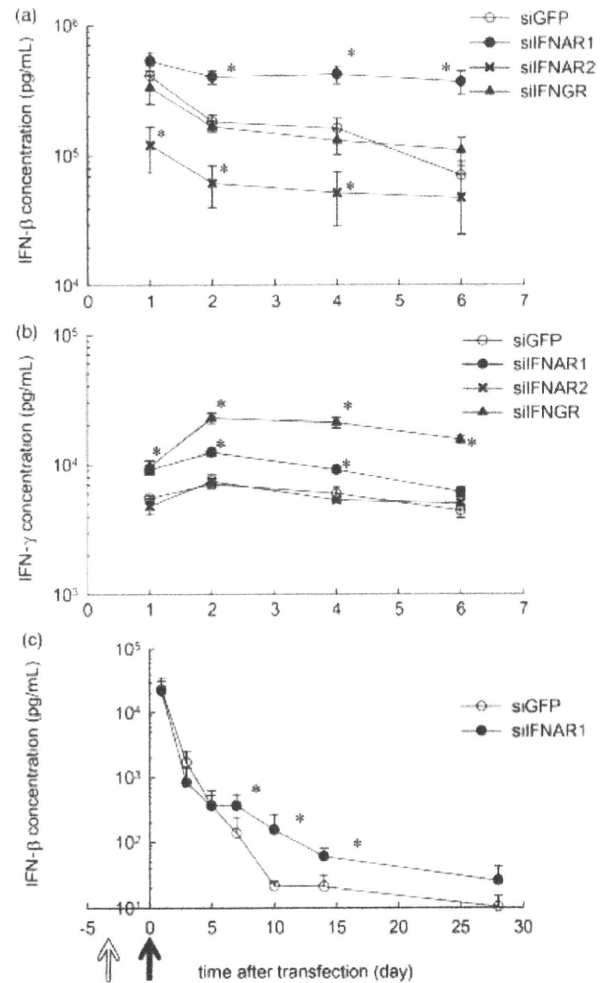 (a)
IFN-β concentration (pg/mL)
10⁶
10⁵
10⁴
0 1 2 3 4 5 6 7
siGFP
siIFNAR1
siIFNAR2
siIFNGR
* * *
* * *
(b)
IFN-γ concentration (pg/mL)
10⁵
10⁴
10³
0 1 2 3 4 5 6 7
siGFP
siIFNAR1
siIFNAR2
siIFNGR
* * * *
* *
(c)
IFN-β concentration (pg/mL)
10⁵
10⁴
10³
10²
10¹
-5 0 5 10 15 20 25 30
siGFP
siIFNAR1
* * *
time after transfection (day)